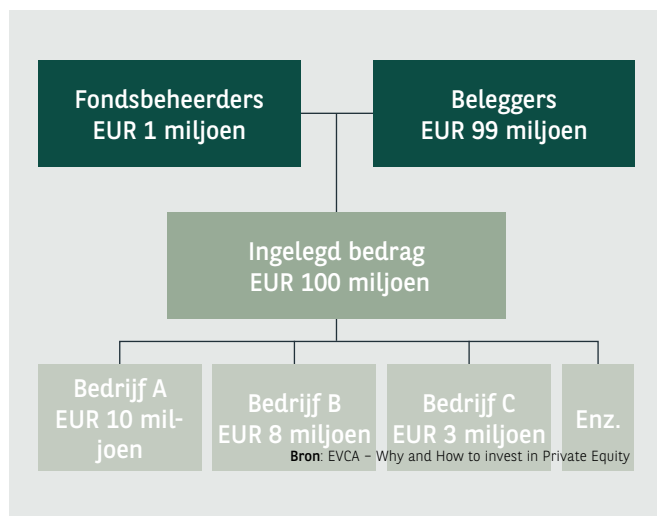 Fondsbeheerders
EUR 1 miljoen
Beleggers
EUR 99 miljoen
Ingelegd bedrag
EUR 100 miljoen
Bedrijf A
EUR 10 mil-
joen
Bedrijf B
EUR 8 miljoen
Bedrijf C
EUR 3 miljoen
Enz.
Bron: EVCA – Why and How to invest in Private Equity